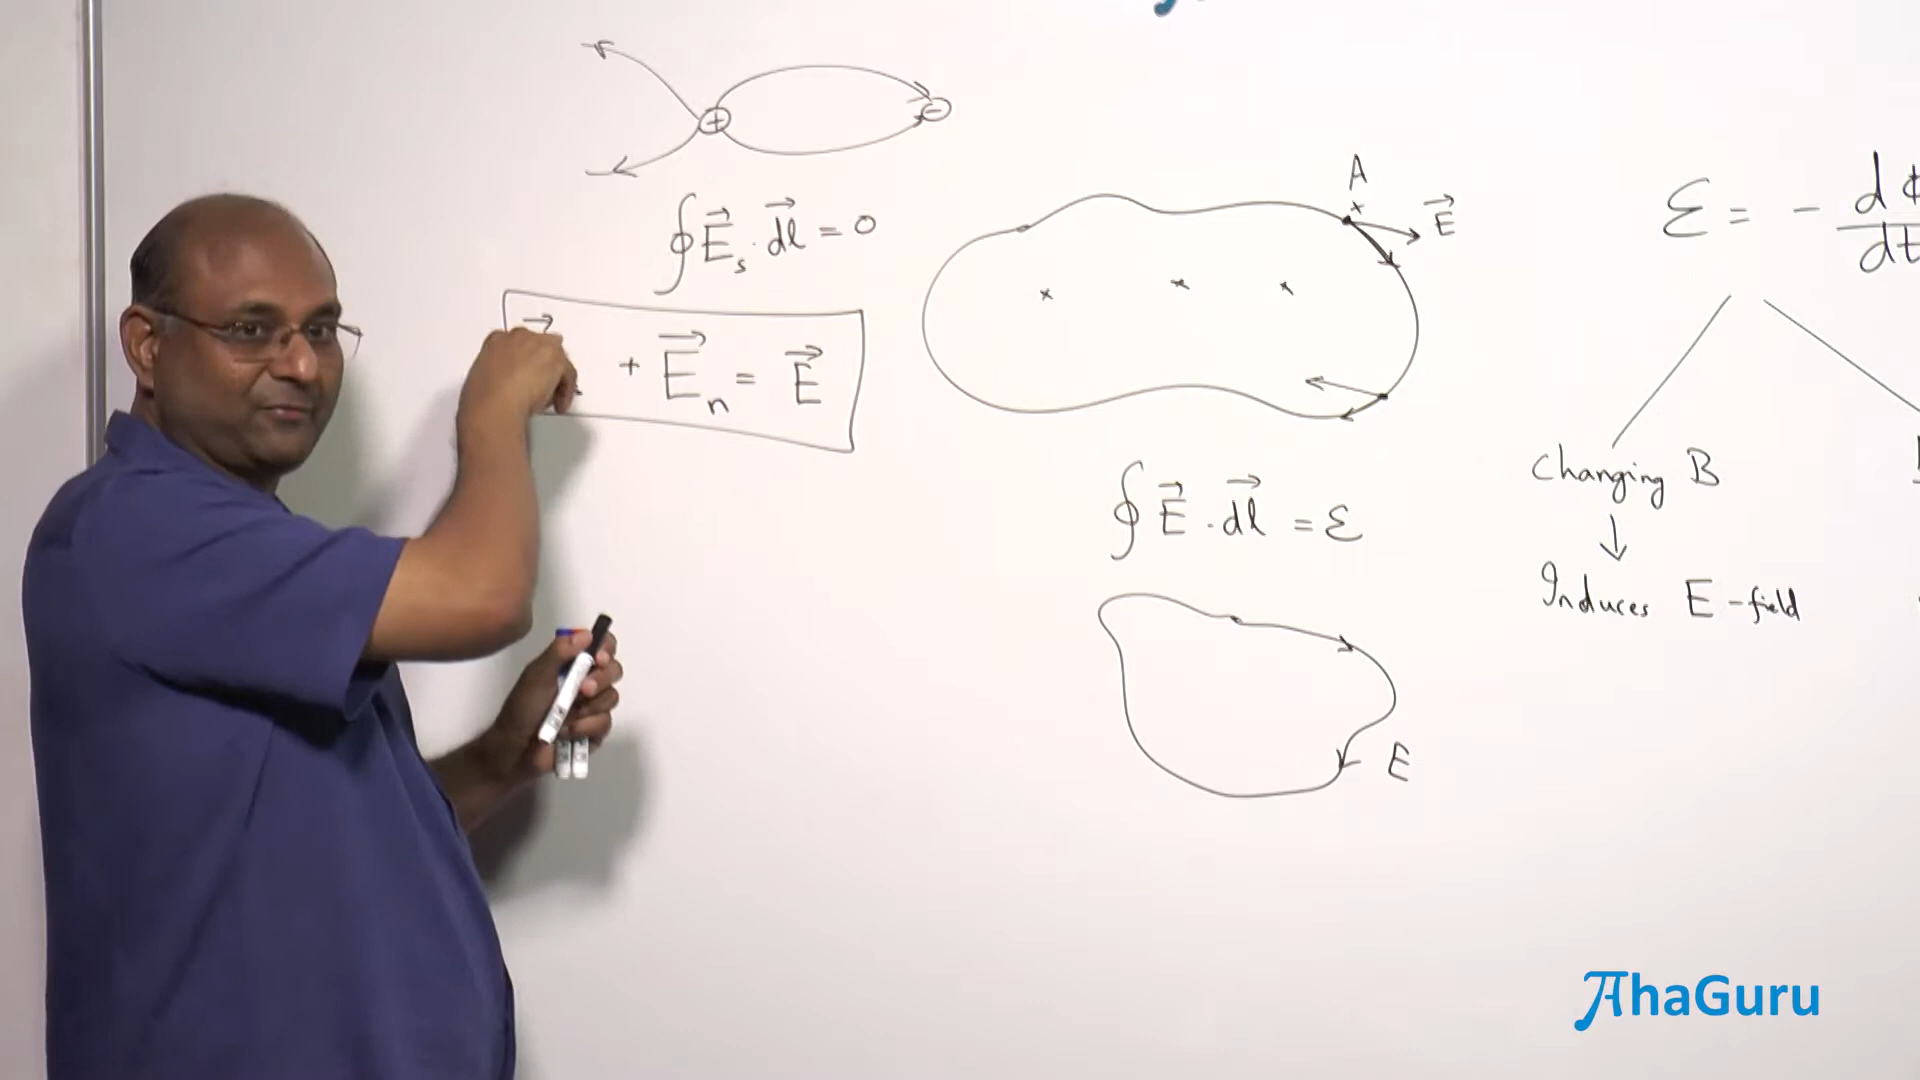 +
−
∮E⃗s · dl⃗ = 0
+ E⃗n = E⃗
A
E⃗
∮E⃗ · dl⃗ = ℰ
E
ℰ = − dϕ/dt
Changing B
↓
Induces E-field
AhaGuru